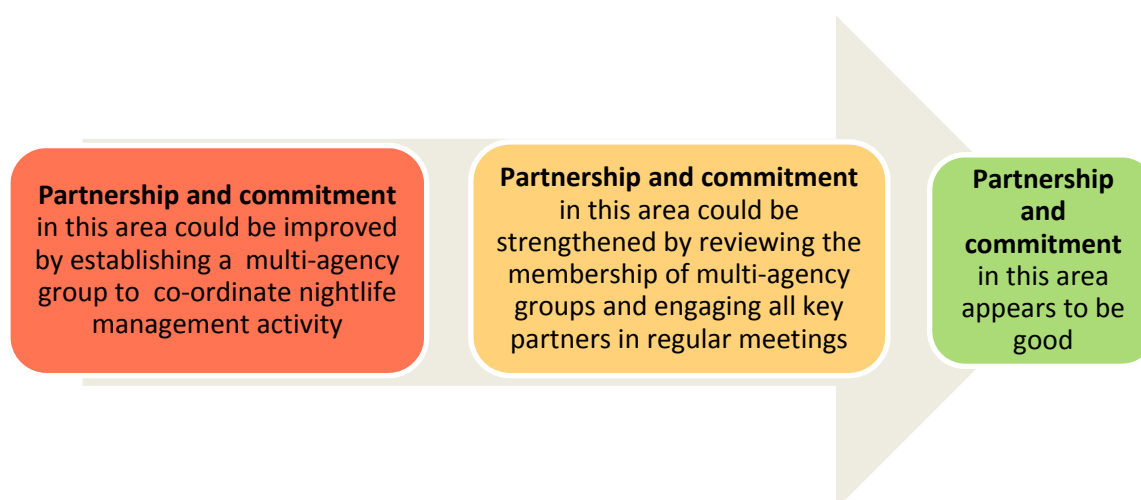 Partnership and commitment
in this area could be improved
by establishing a  multi-agency
group to  co-ordinate nightlife
management activity
Partnership and commitment
in this area could be
strengthened by reviewing the
membership of multi-agency
groups and engaging all key
partners in regular meetings
Partnership
and
commitment
in this area
appears to be
good